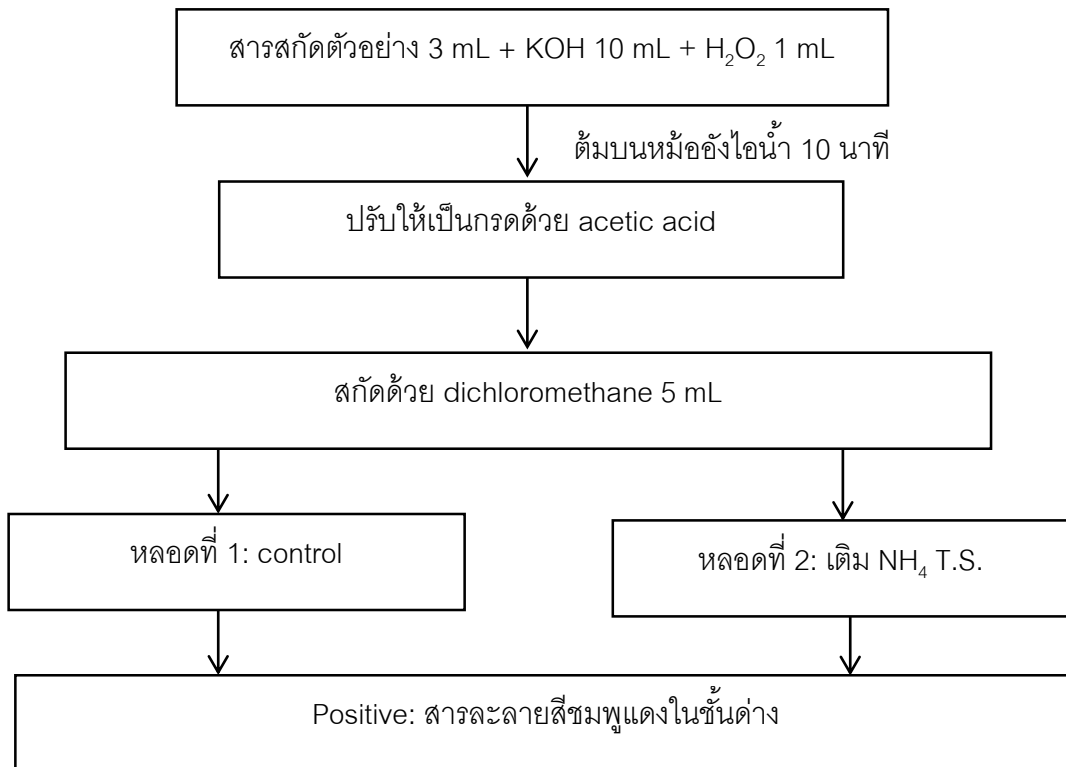 สารสกัดตัวอย่าง 3 mL + KOH 10 mL + H₂O₂ 1 mL
ต้มบนหม้ออังไอน้ำ 10 นาที
ปรับให้เป็นกรดด้วย acetic acid
สกัดด้วย dichloromethane 5 mL
หลอดที่ 1: control
หลอดที่ 2: เติม NH₄ T.S.
Positive: สารละลายสีชมพูแดงในชั้นด่าง